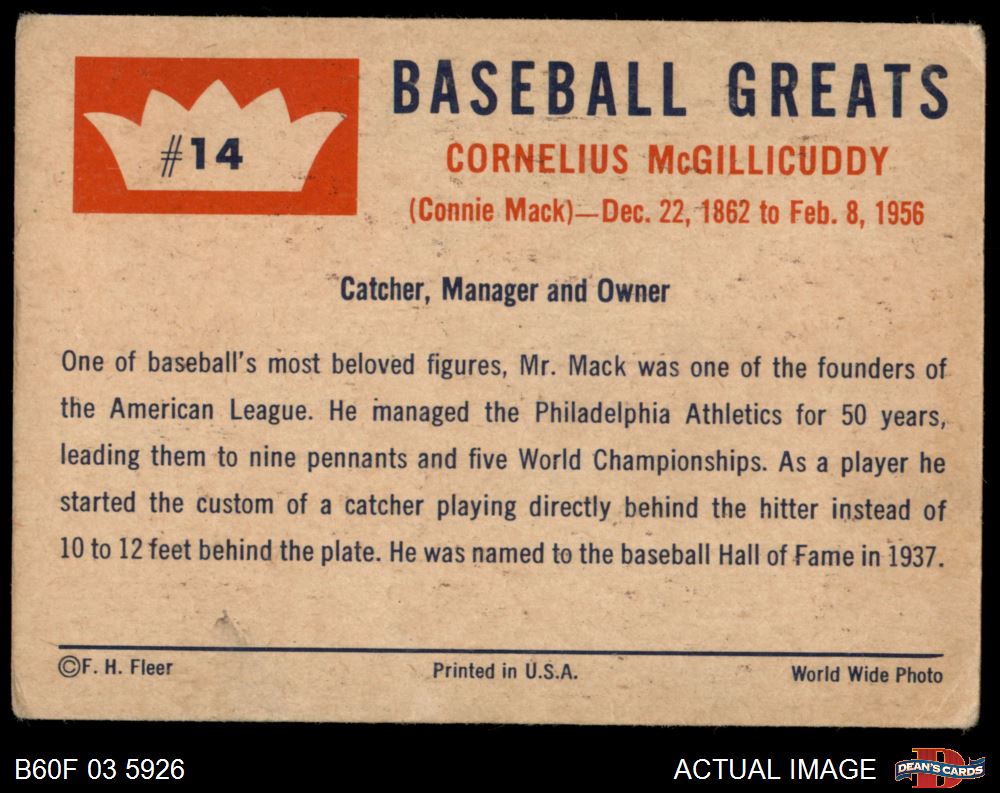 #14
BASEBALL GREATS
CORNELIUS McGILLICUDDY
(Connie Mack)—Dec. 22, 1862 to Feb. 8, 1956
Catcher, Manager and Owner
One of baseball's most beloved figures, Mr. Mack was one of the founders of
the American League. He managed the Philadelphia Athletics for 50 years,
leading them to nine pennants and five World Championships. As a player he
started the custom of a catcher playing directly behind the hitter instead of
10 to 12 feet behind the plate. He was named to the baseball Hall of Fame in 1937.
©F. H. Fleer Printed in U.S.A. World Wide Photo
B60F 03 5926 ACTUAL IMAGE D DEAN'S CARDS